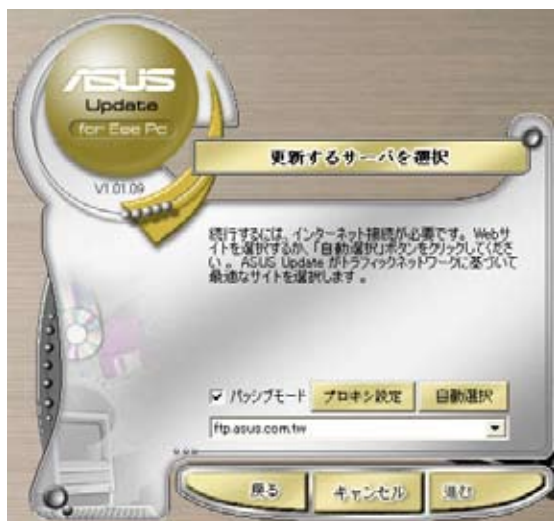 ASUS
Update
for Eee Pc
V1.01.09
更新するサーバを選択
続行するには、インターネット接続が必要です。Webサ
イトを選択するか、「自動選択」ボタンをクリックしてくださ
い。ASUS Update がトラフィックネットワークに基づいて
最適なサイトを選択します。
パッシブモード
プロキシ設定
自動選択
ftp.asus.com.tw
戻る
キャンセル
進む